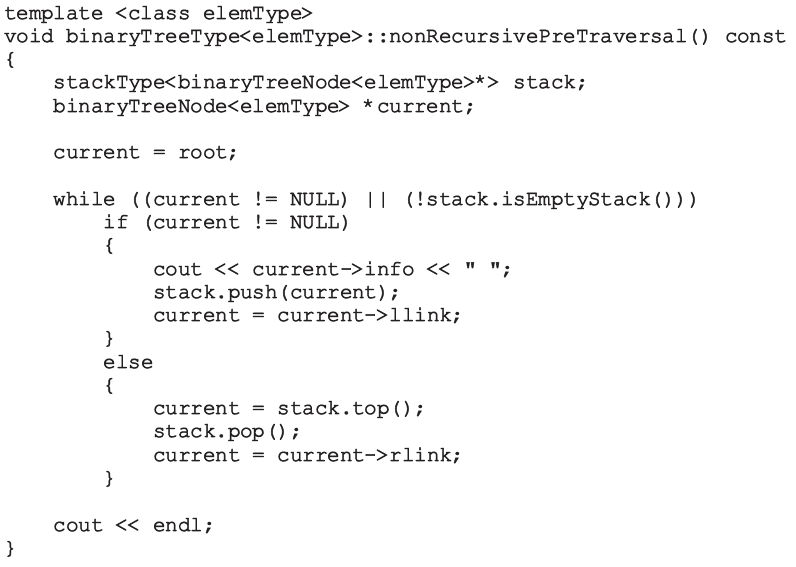 template <class elemType>
void binaryTreeType<elemType>::nonRecursivePreTraversal() const
{
    stackType<binaryTreeNode<elemType>*> stack;
    binaryTreeNode<elemType> *current;

    current = root;

    while ((current != NULL) || (!stack.isEmptyStack()))
        if (current != NULL)
        {
            cout << current->info << " ";
            stack.push(current);
            current = current->llink;
        }
        else
        {
            current = stack.top();
            stack.pop();
            current = current->rlink;
        }

    cout << endl;
}